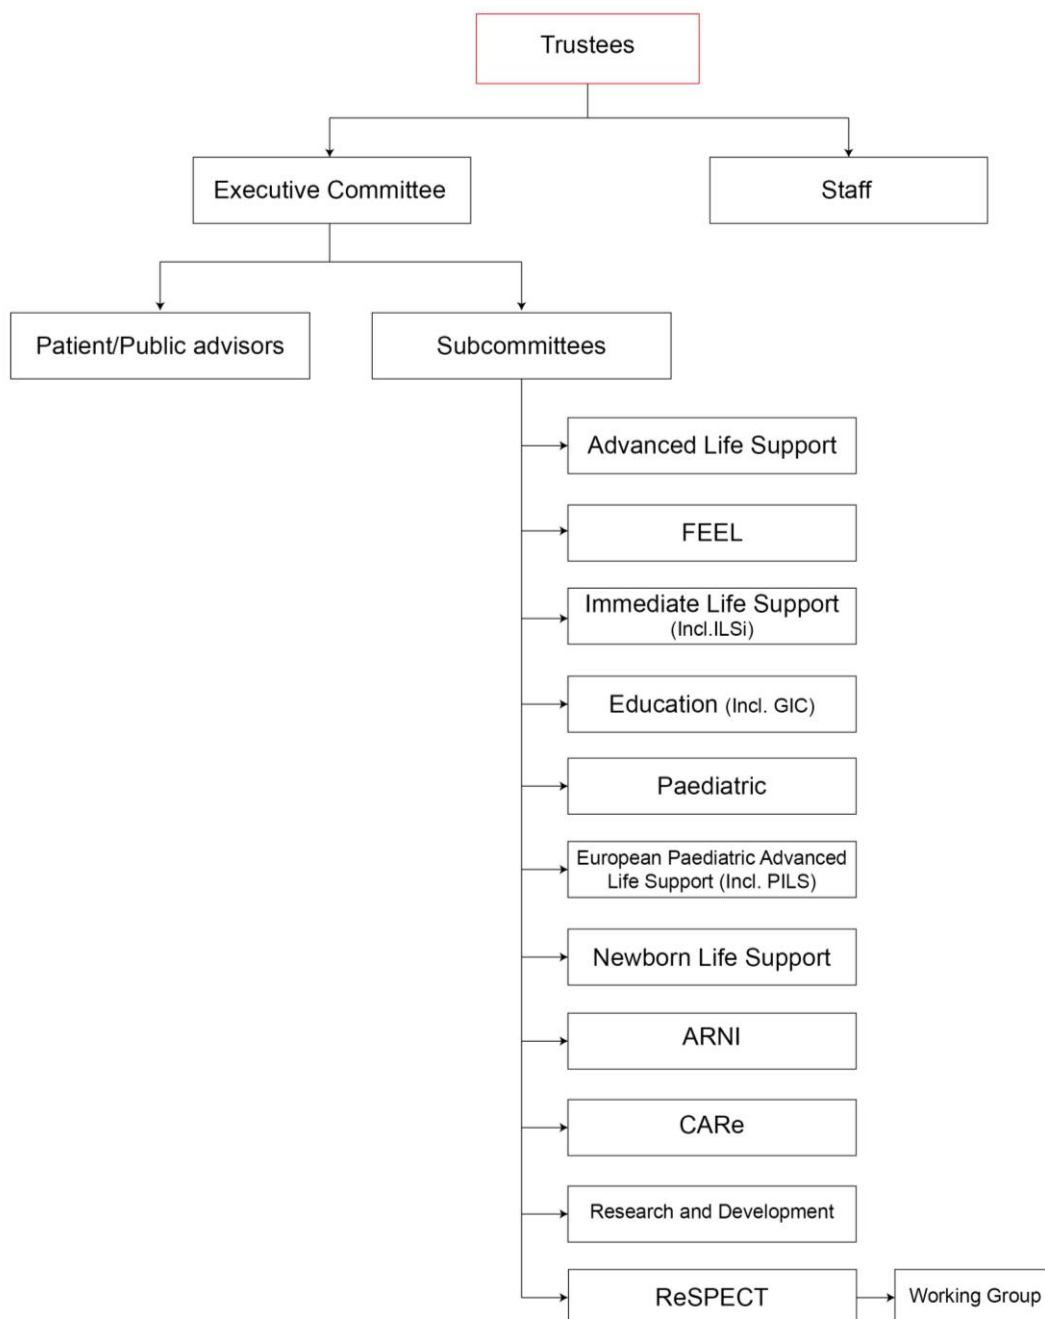 Trustees
Executive Committee
Staff
Patient/Public advisors
Subcommittees
Advanced Life Support
FEEL
Immediate Life Support
(Incl.ILSi)
Education (Incl. GIC)
Paediatric
European Paediatric Advanced
Life Support (Incl. PILS)
Newborn Life Support
ARNI
CARe
Research and Development
ReSPECT
Working Group